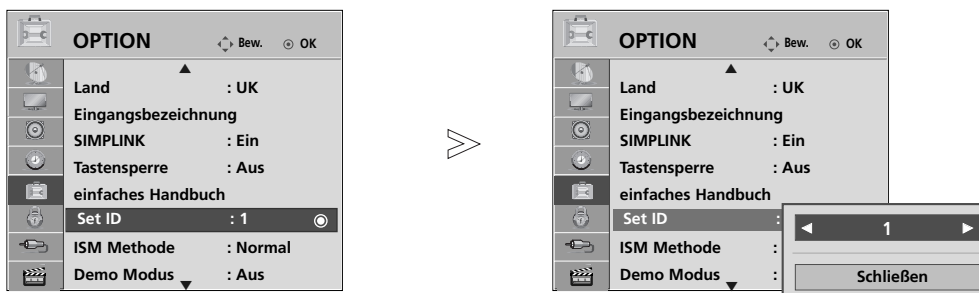 OPTION Bew. OK
Land : UK
Eingangsbezeichnung
SIMPLINK : Ein
Tastensperre : Aus
einfaches Handbuch
Set ID : 1
ISM Methode : Normal
Demo Modus : Aus
OPTION Bew. OK
Land : UK
Eingangsbezeichnung
SIMPLINK : Ein
Tastensperre : Aus
einfaches Handbuch
Set ID :
ISM Methode :
Demo Modus :
1
Schließen